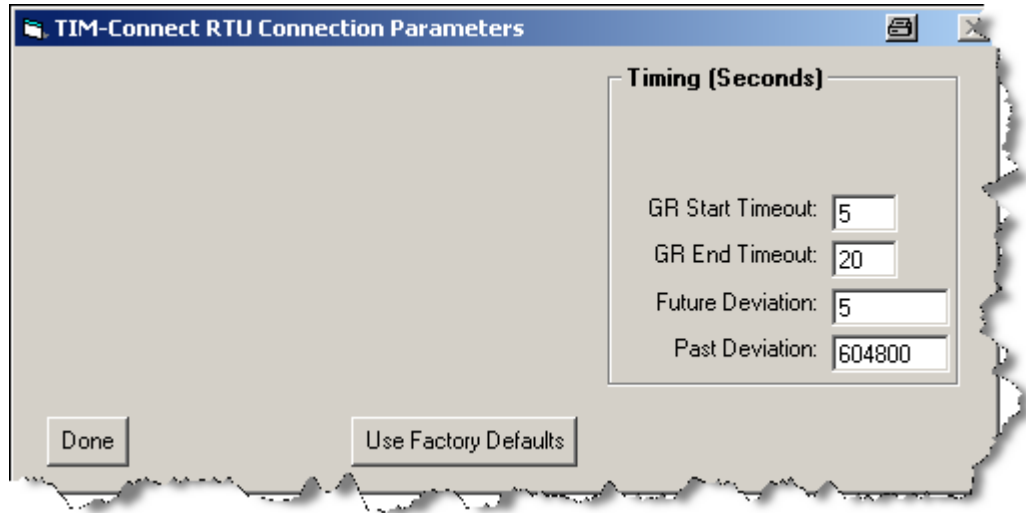 TIM-Connect RTU Connection Parameters
Timing (Seconds)
GR Start Timeout: 5
GR End Timeout: 20
Future Deviation: 5
Past Deviation: 604800
Done Use Factory Defaults